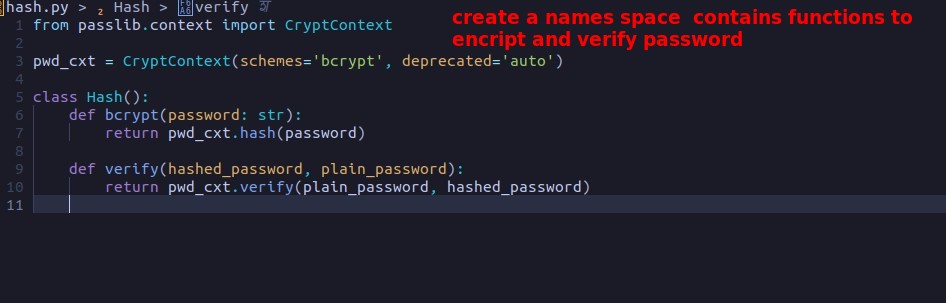 hash.py > Hash > verify
create a names space contains functions to
encript and verify password
1 from passlib.context import CryptContext
2
3 pwd_cxt = CryptContext(schemes='bcrypt', deprecated='auto')
4
5 class Hash():
6 def bcrypt(password: str):
7 return pwd_cxt.hash(password)
8
9 def verify(hashed_password, plain_password):
10 return pwd_cxt.verify(plain_password, hashed_password)
11